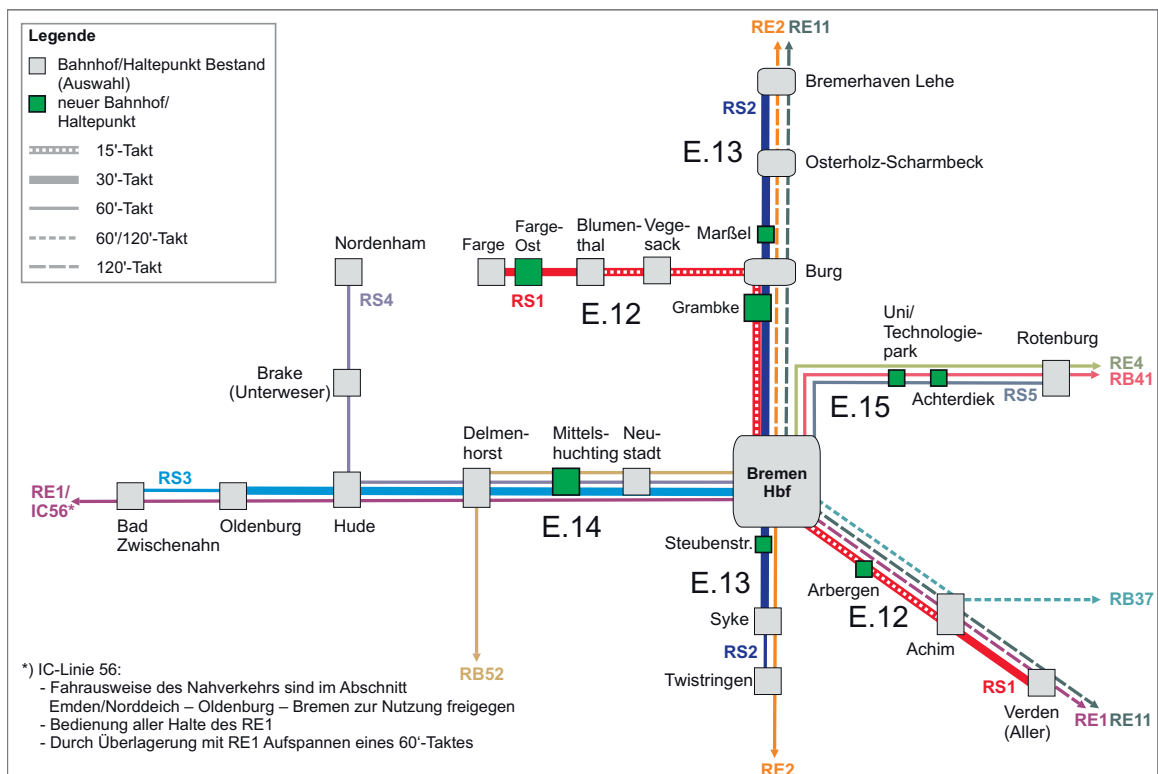 Legende
Bahnhof/Haltepunkt Bestand
(Auswahl)
neuer Bahnhof/
Haltepunkt
15'-Takt
30'-Takt
60'-Takt
60'/120'-Takt
120'-Takt
RE2 RE11
Bremerhaven Lehe
RS2
E.13
Osterholz-Scharmbeck
Marßel
Nordenham
Farge
Farge-
Ost
Blumen-
thal
Vege-
sack
Burg
RS4
RS1
E.12
Grambke
Uni/
Technologie-
park
Rotenburg
RE4
RB41
RS5
Achterdiek
E.15
Brake
(Unterweser)
Delmen-
horst
Mittels-
huchting
Neu-
stadt
Bremen
Hbf
RS3
RE1/
IC56*
Bad
Zwischenahn
Oldenburg
Hude
E.14
Steubenstr.
E.13
Arbergen
E.12
RB37
Syke
Achim
RS2
Twistringen
RB52
RS1
Verden
(Aller)
RE1 RE11
RE2
*) IC-Linie 56:
- Fahrausweise des Nahverkehrs sind im Abschnitt
Emden/Norddeich – Oldenburg – Bremen zur Nutzung freigegen
- Bedienung aller Halte des RE1
- Durch Überlagerung mit RE1 Aufspannen eines 60‘-Taktes